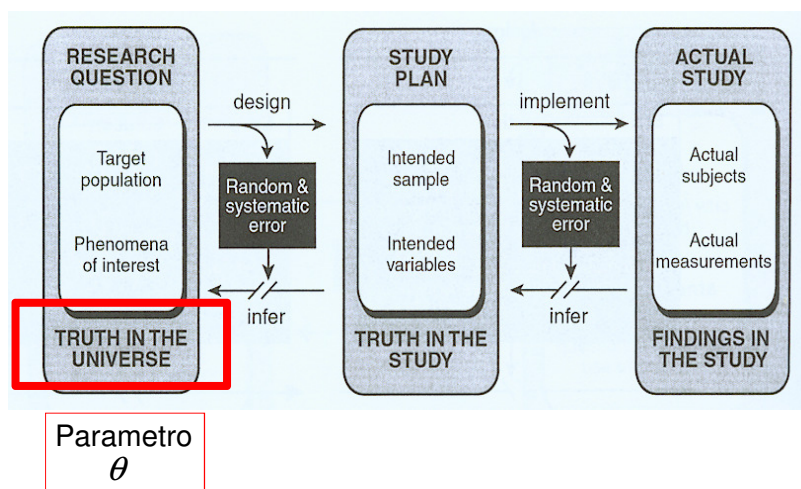 RESEARCH
QUESTION
Target
population
Phenomena
of interest
TRUTH IN THE
UNIVERSE
design
Random &
systematic
error
infer
STUDY
PLAN
Intended
sample
Intended
variables
TRUTH IN THE
STUDY
implement
Random &
systematic
error
infer
ACTUAL
STUDY
Actual
subjects
Actual
measurements
FINDINGS IN
THE STUDY
Parametro
θ